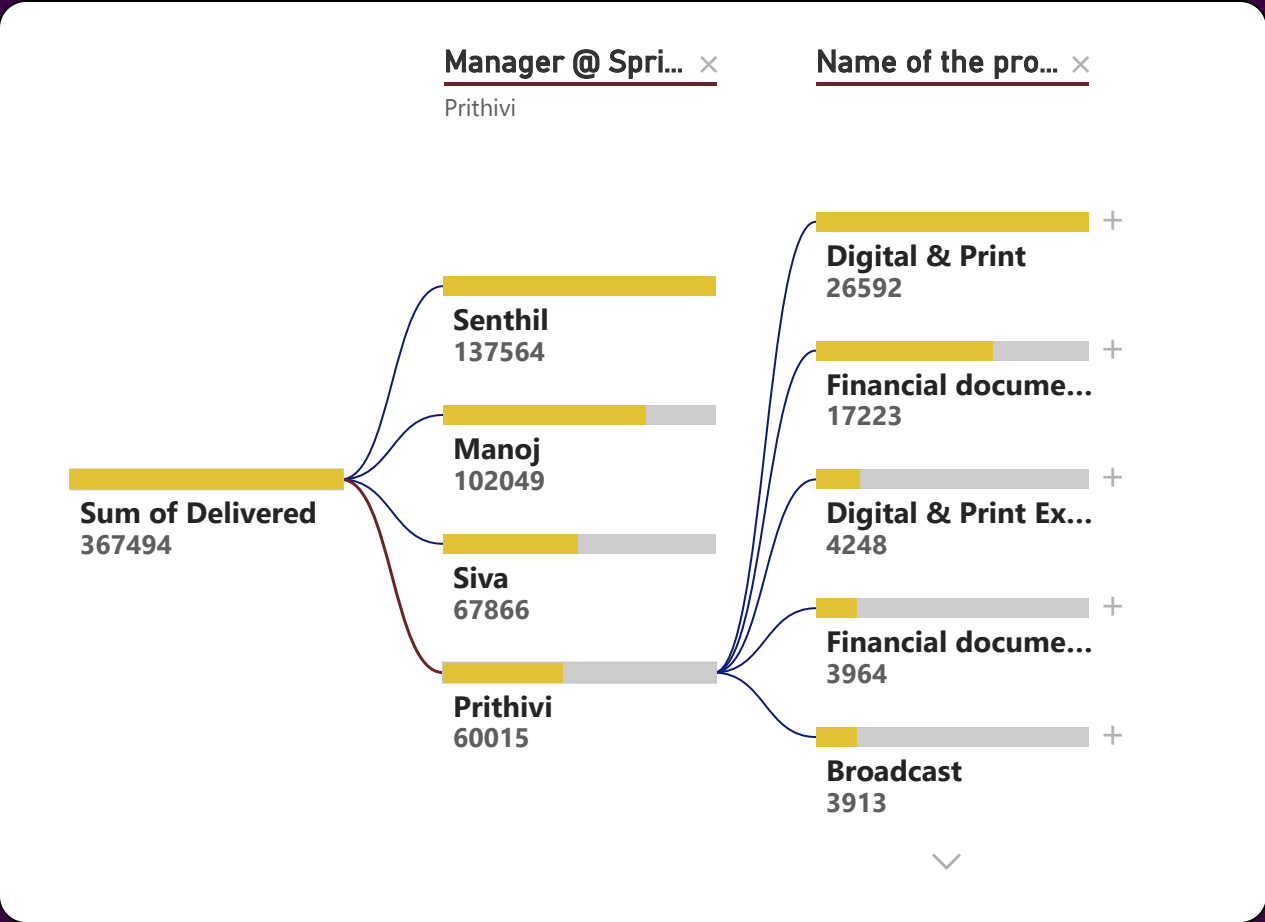 Manager @ Spri...
Prithivi
Name of the pro...
Sum of Delivered
367494
Senthil
137564
Manoj
102049
Siva
67866
Prithivi
60015
Digital & Print
26592
Financial docume...
17223
Digital & Print Ex...
4248
Financial docume...
3964
Broadcast
3913